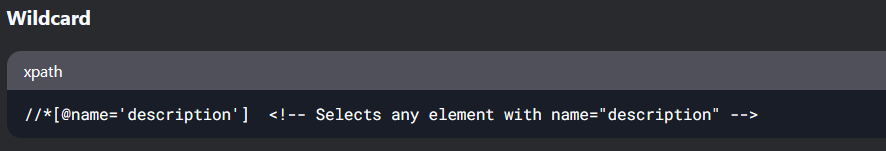 Wildcard
xpath
//*[@name='description']  <!-- Selects any element with name="description" -->